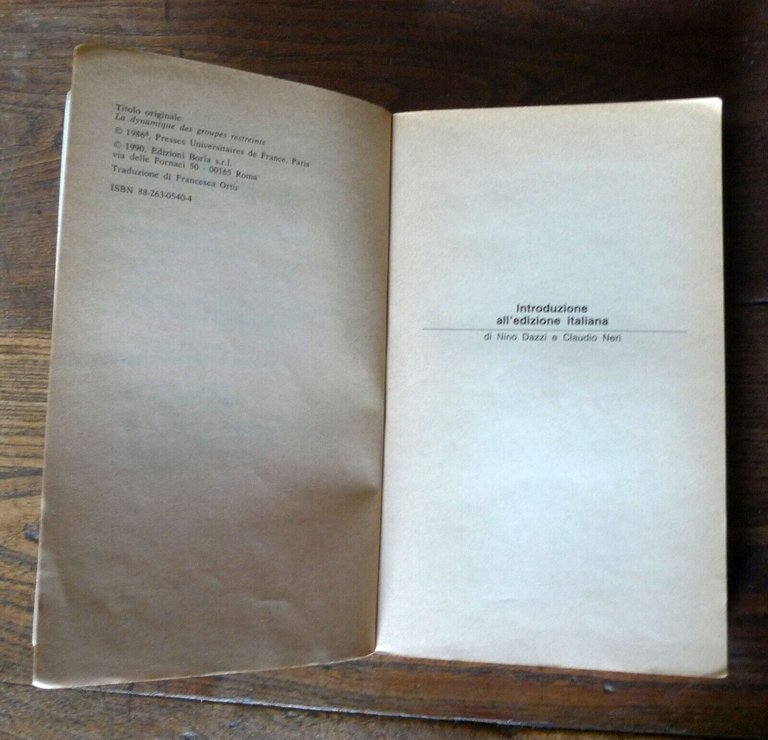 Titolo originale:
La dynamique des groupes restreints
© 1986⁸, Presses Universitaires de France, Paris
© 1990, Edizioni Borla s.r.l.
via delle Fornaci 50 - 00165 Roma
Traduzione di Francesca Ortu
ISBN 88-263-0540-4
Introduzione
all'edizione italiana
di Nino Dazzi e Claudio Neri